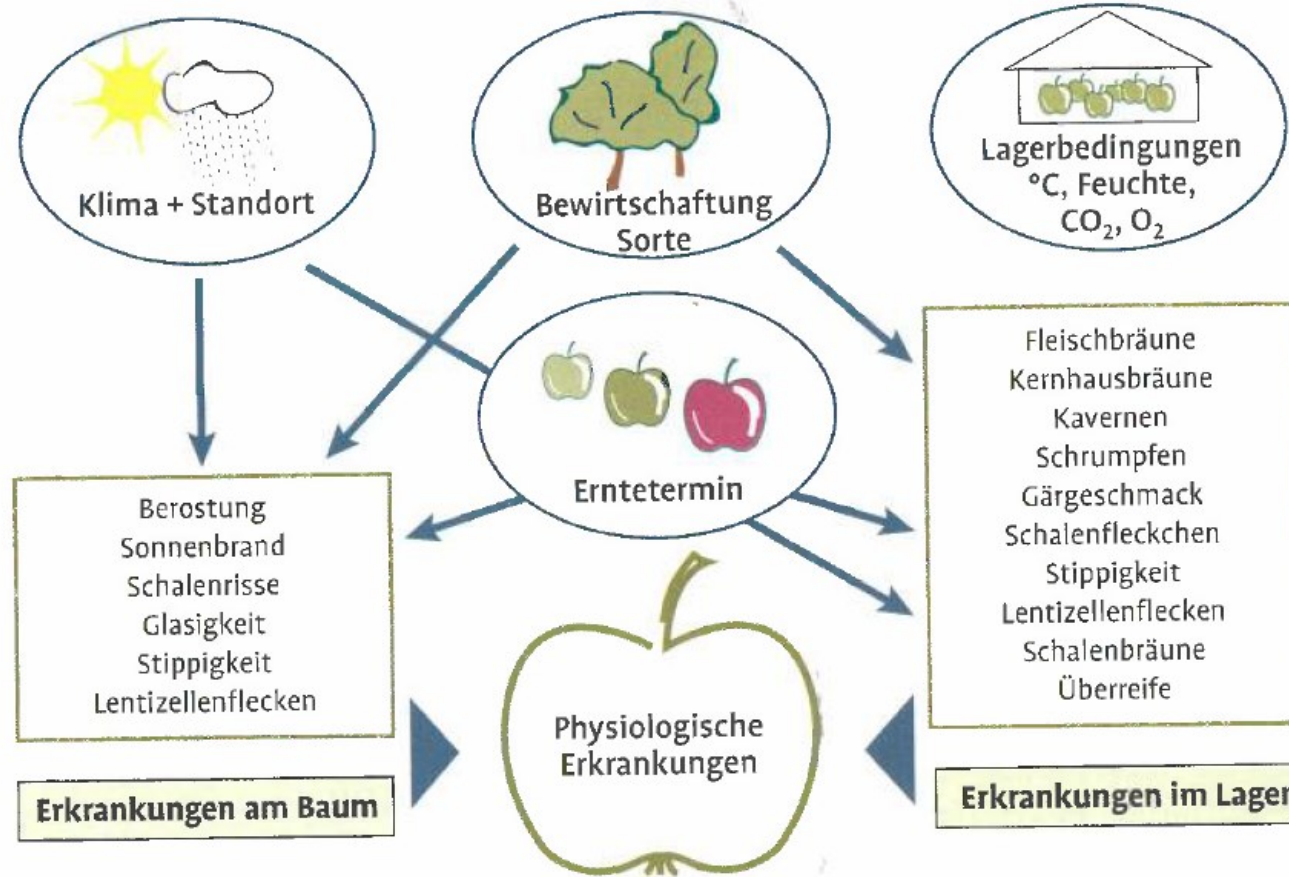 Klima + Standort
Bewirtschaftung
Sorte
Lagerbedingungen
°C, Feuchte,
CO₂, O₂
Erntetermin
Berostung
Sonnenbrand
Schalenrisse
Glasigkeit
Stippigkeit
Lentizellenflecken
Erkrankungen am Baum
Physiologische
Erkrankungen
Fleischbräune
Kernhausbräune
Kavernen
Schrumpfen
Gärgeschmack
Schalenfleckchen
Stippigkeit
Lentizellenflecken
Schalenbräune
Überreife
Erkrankungen im Lager